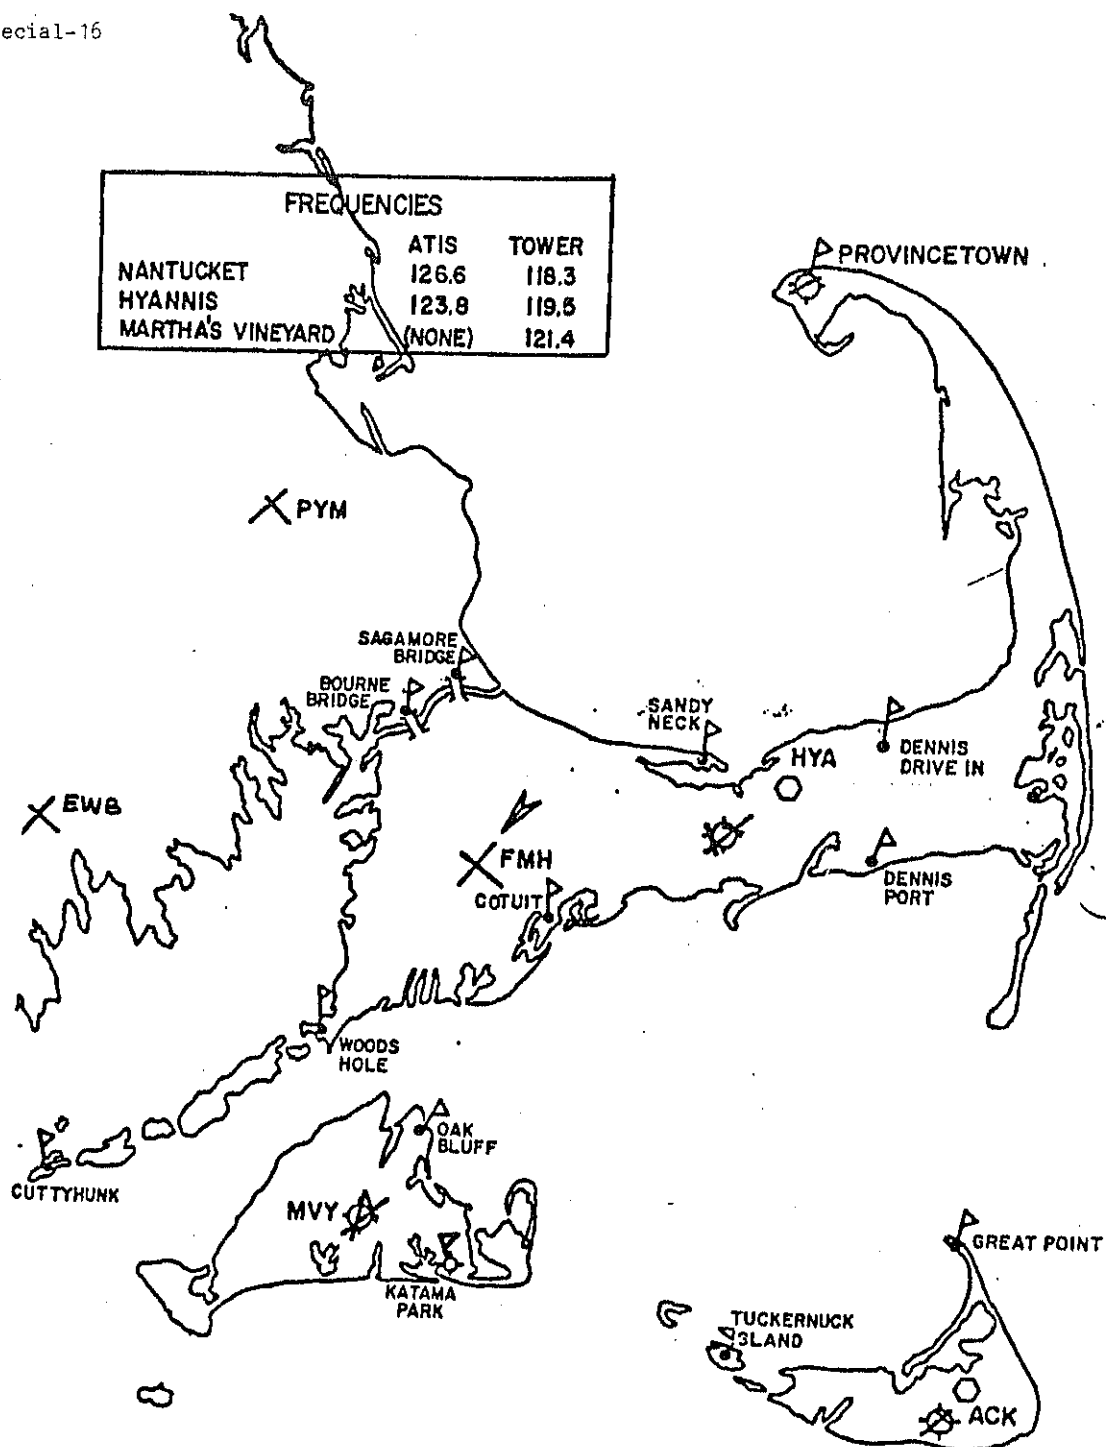 ecial-16
FREQUENCIES
ATIS TOWER
NANTUCKET 126.6 118.3
HYANNIS 123.8 119.5
MARTHA'S VINEYARD (NONE) 121.4
PROVINCETOWN
PYM
SAGAMORE
BRIDGE
BOURNE
BRIDGE
SANDY
NECK
HYA
DENNIS
DRIVE IN
EWB
FMH
COTUIT
DENNIS
PORT
WOODS
HOLE
OAK
BLUFF
CUTTYHUNK
MVY
GREAT POINT
KATAMA
PARK
TUCKERNUCK
ISLAND
ACK